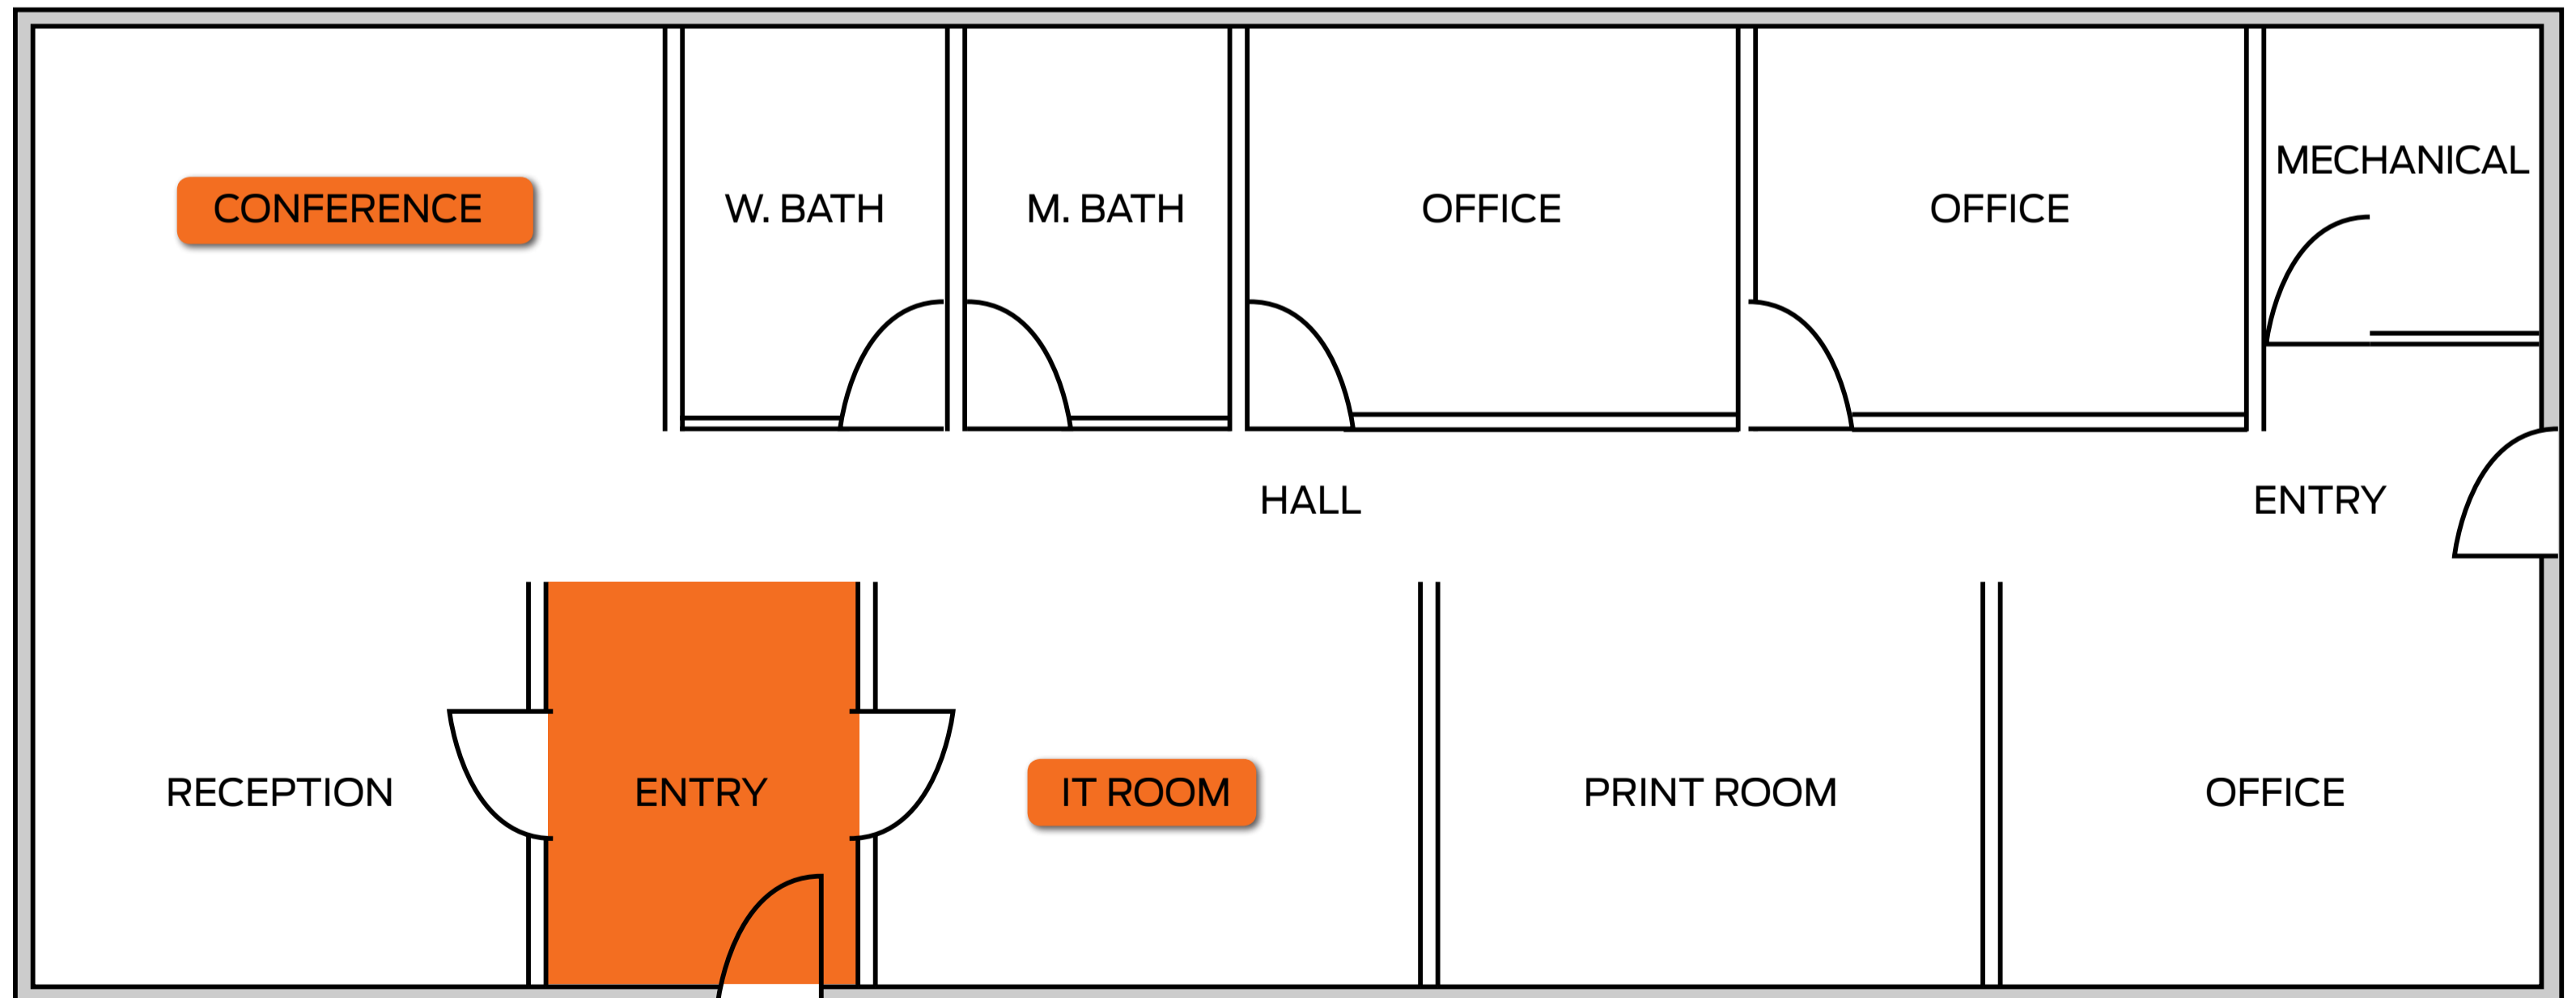 MECHANICAL
CONFERENCE
W. BATH
M. BATH
OFFICE
OFFICE
HALL
ENTRY
RECEPTION
ENTRY
IT ROOM
PRINT ROOM
OFFICE